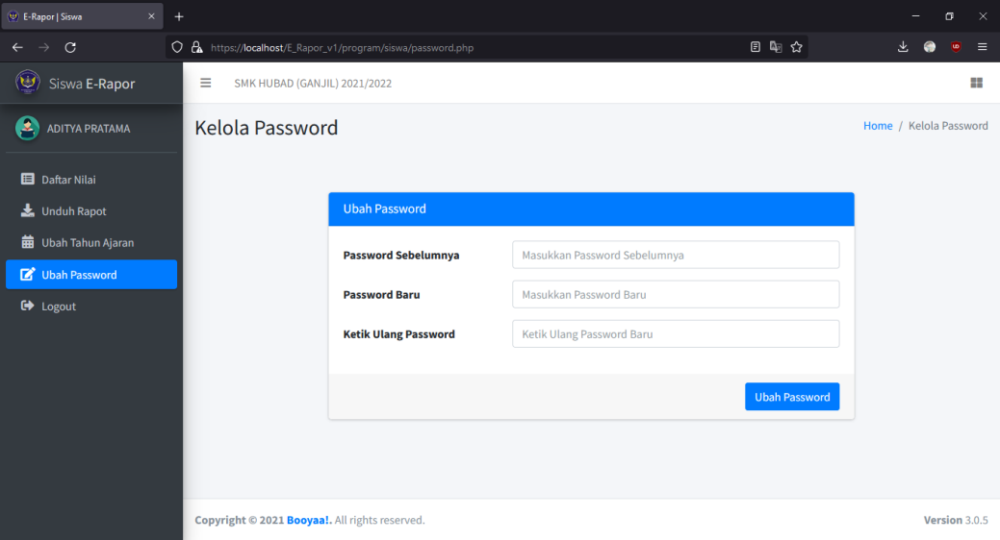 E-Rapor | Siswa
https://localhost/E_Rapor_v1/program/siswa/password.php
Siswa E-Rapor
SMK HUBAD (GANJIL) 2021/2022
ADITYA PRATAMA
Kelola Password
Home / Kelola Password
Daftar Nilai
Unduh Rapot
Ubah Tahun Ajaran
Ubah Password
Logout
Ubah Password
Password Sebelumnya
Masukkan Password Sebelumnya
Password Baru
Masukkan Password Baru
Ketik Ulang Password
Ketik Ulang Password Baru
Ubah Password
Copyright © 2021 Booyaa!. All rights reserved.
Version 3.0.5